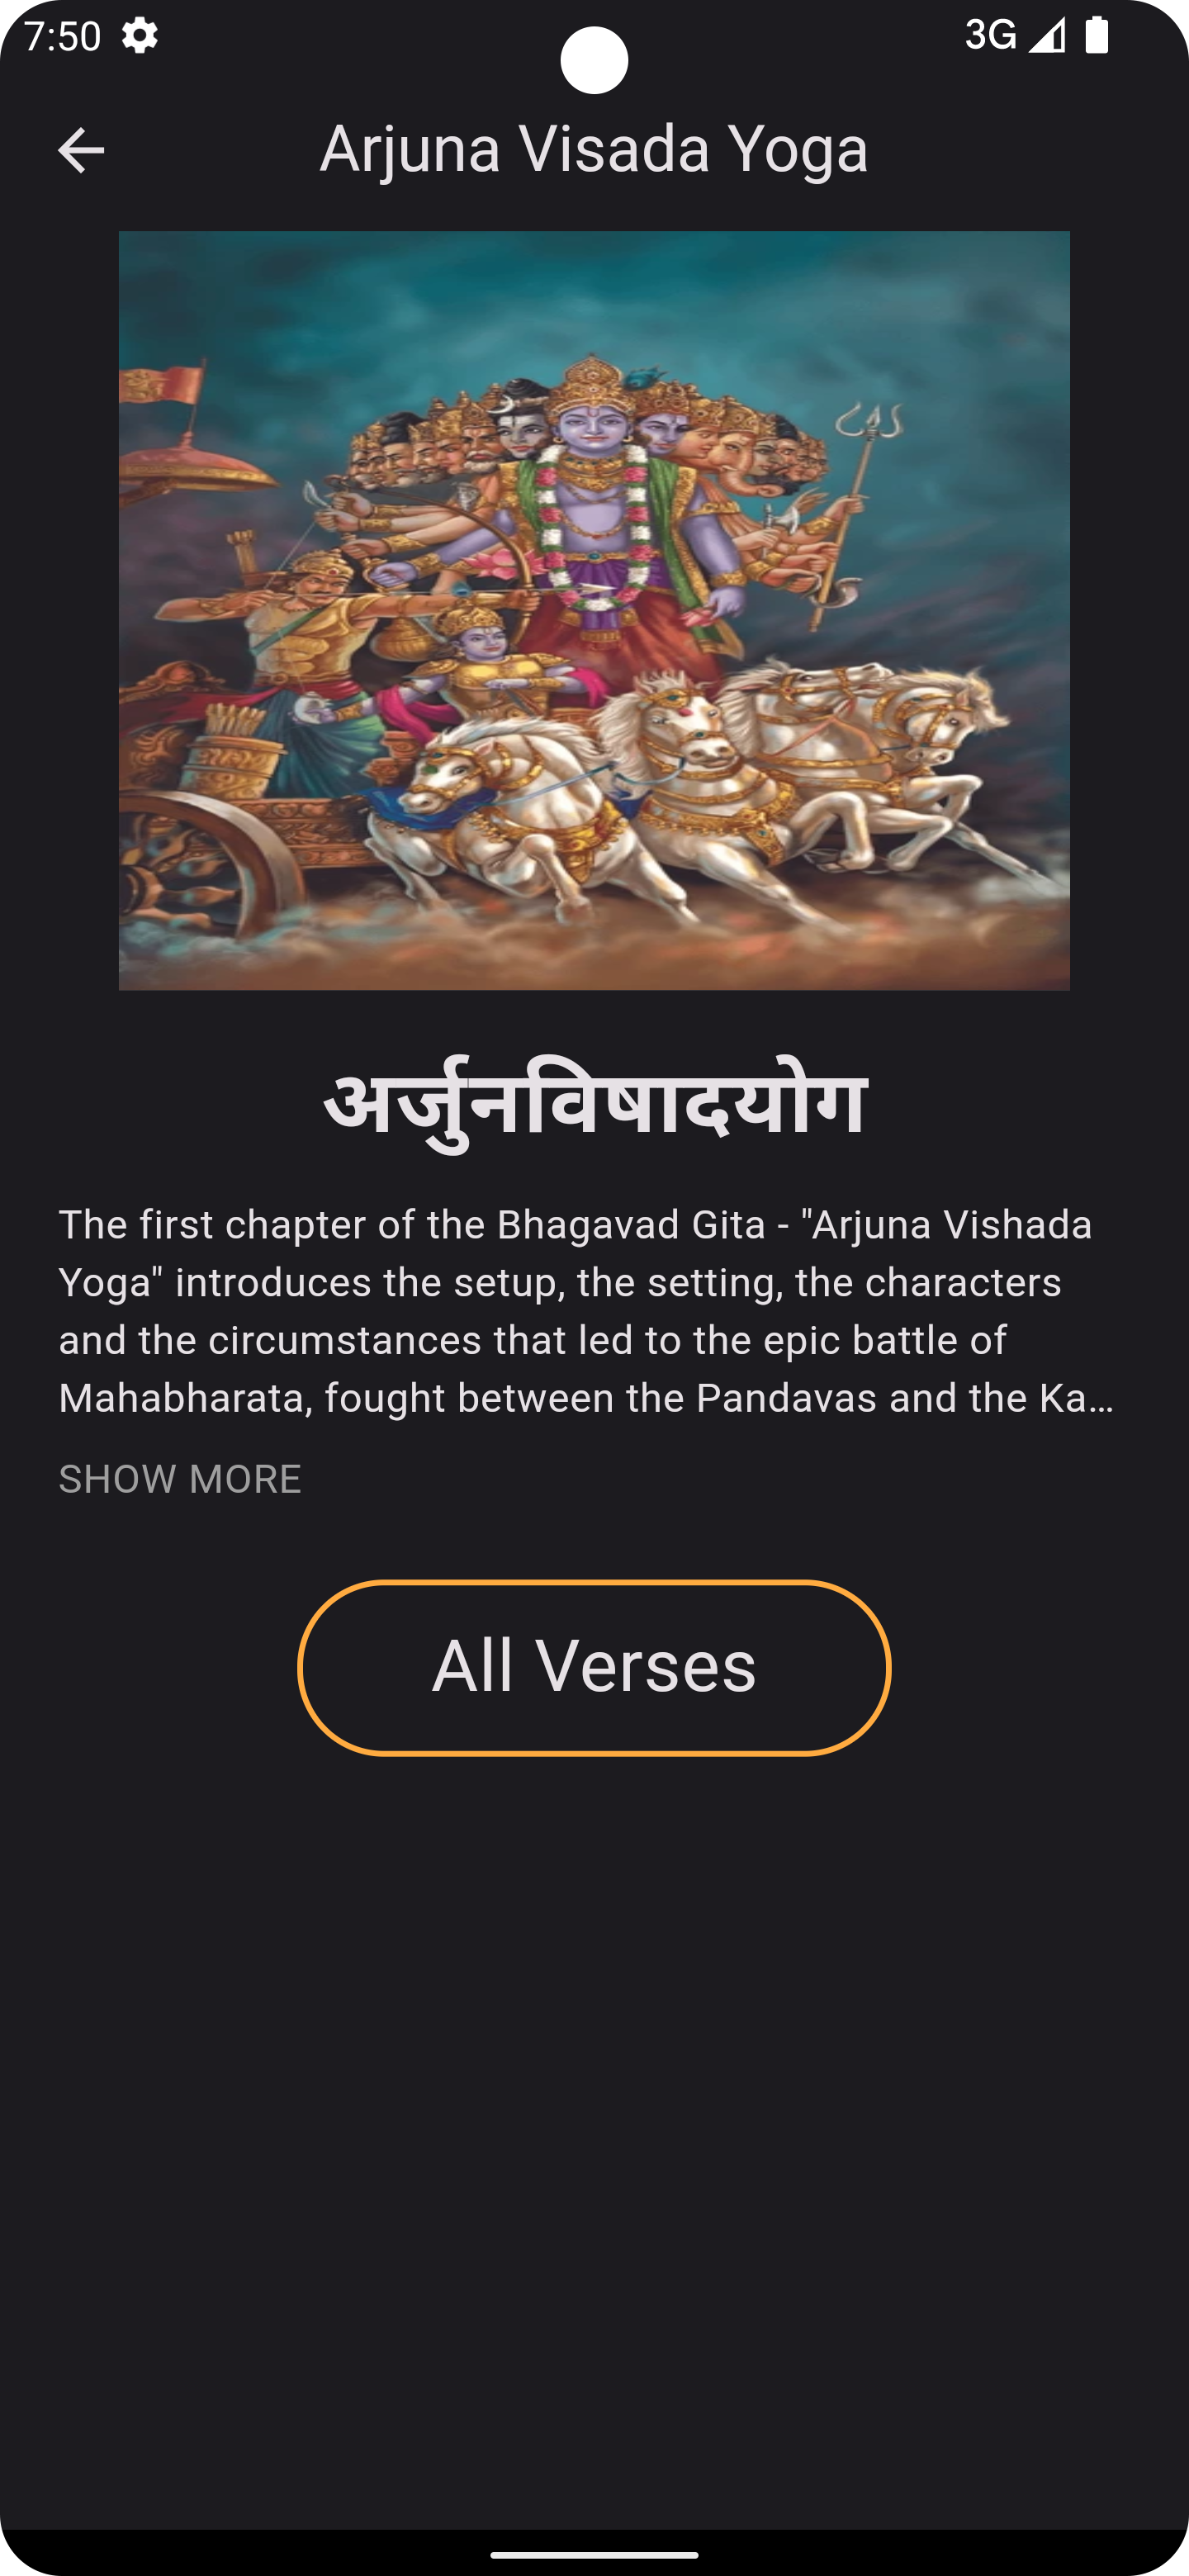 7:50
3G
Arjuna Visada Yoga
अर्जुनविषादयोग
The first chapter of the Bhagavad Gita - "Arjuna Vishada
Yoga" introduces the setup, the setting, the characters
and the circumstances that led to the epic battle of
Mahabharata, fought between the Pandavas and the Ka...
SHOW MORE
All Verses